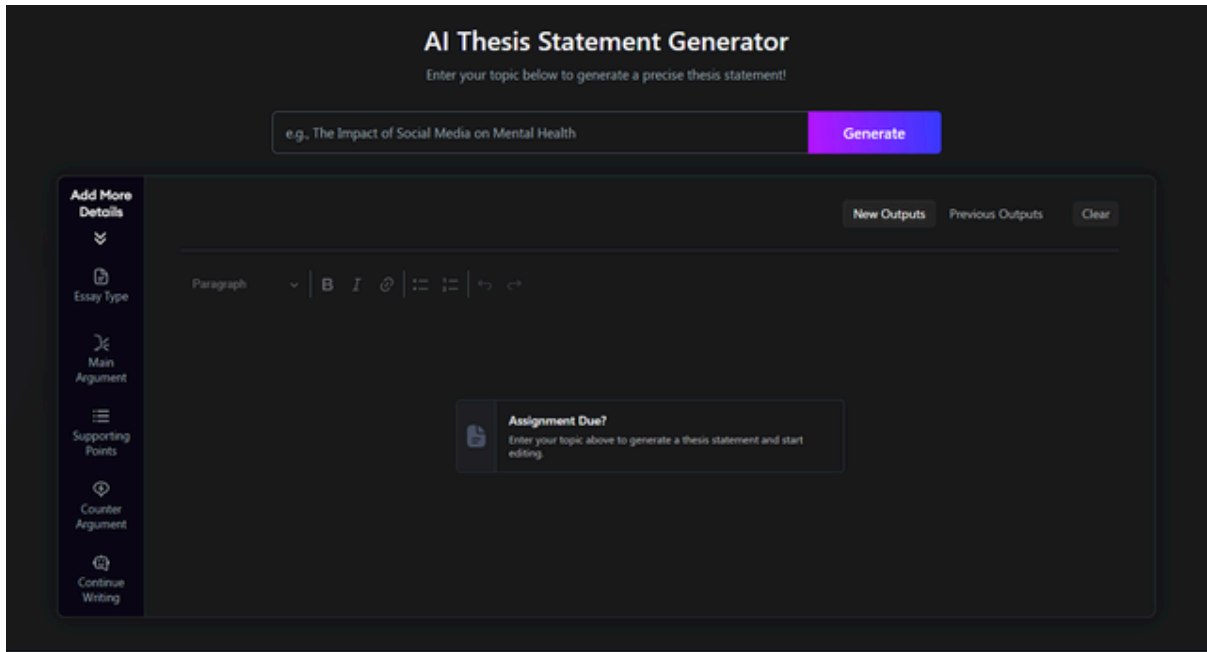 AI Thesis Statement Generator
Enter your topic below to generate a precise thesis statement!
e.g., The Impact of Social Media on Mental Health
Generate
Add More
Details
New Outputs
Previous Outputs
Clear
Essay Type
Paragraph
B
I
Main
Argument
Supporting
Points
Assignment Due?
Enter your topic above to generate a thesis statement and start
editing.
Counter
Argument
Continue
Writing